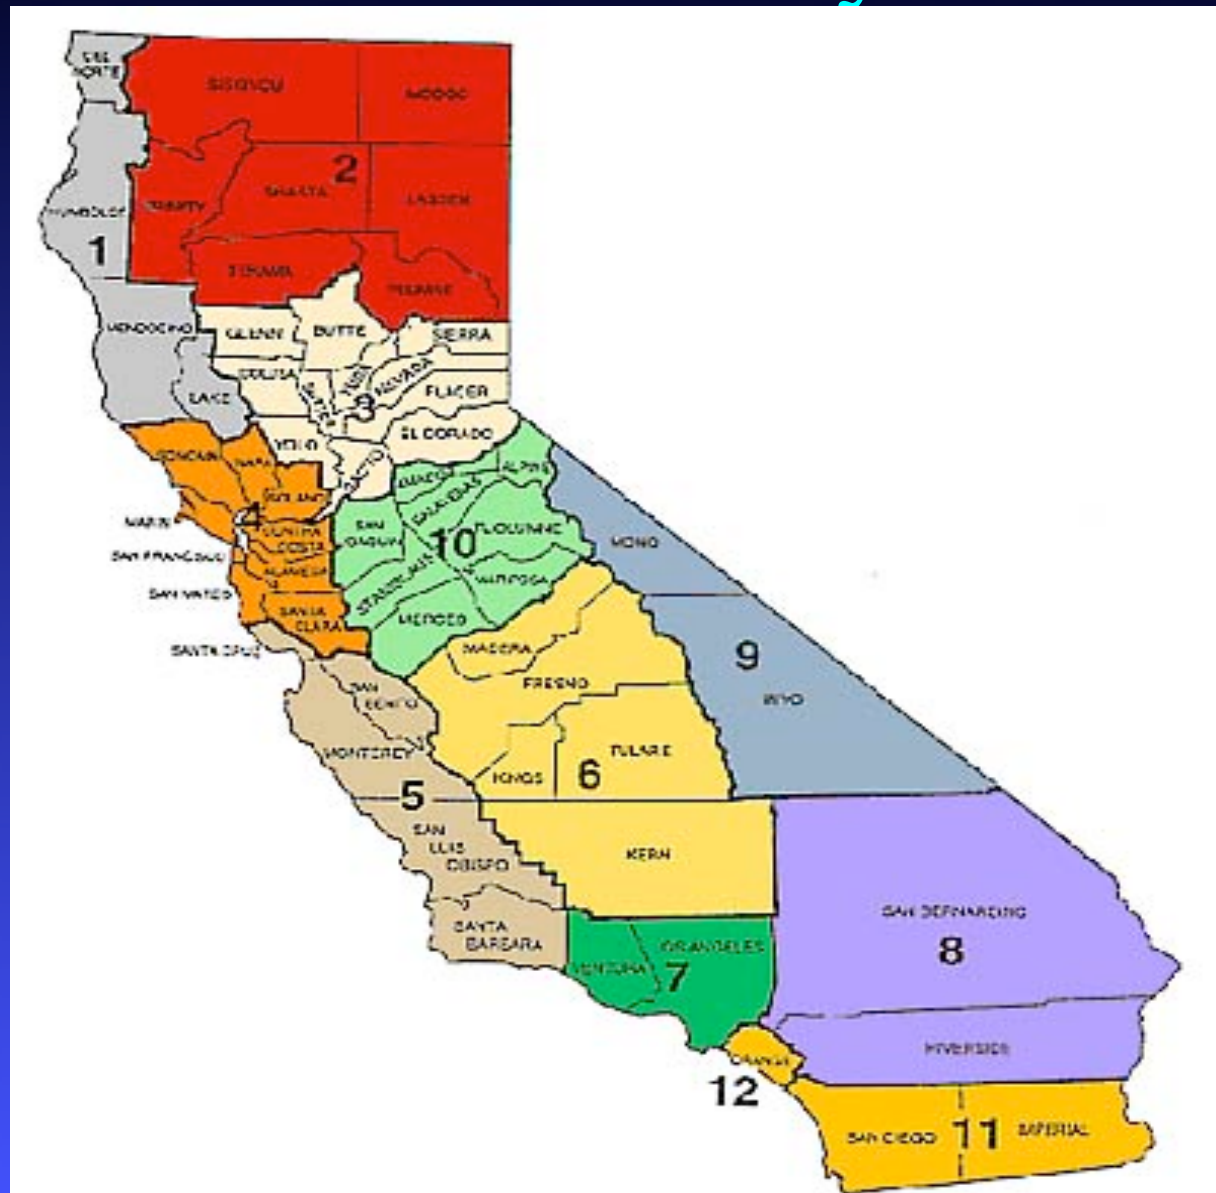 DEL
NORTE
SISKIYOU
MODOC
2
SHASTA
LASSEN
TRINITY
HUMBOLDT
1
TEHAMA
PLUMAS
MENDOCINO
GLENN
BUTTE
SIERRA
COLUSA
YUBA
NEVADA
SUTTER
PLACER
LAKE
3
EL DORADO
YOLO
SACTO
SONOMA
NAPA
SOLANO
AMADOR
ALPINE
CALAVERAS
MARIN
4
CONTRA
COSTA
SAN
JOAQUIN
10
TUOLUMNE
MONO
SAN FRANCISCO
ALAMEDA
STANISLAUS
MARIPOSA
SAN MATEO
SANTA
CLARA
MERCED
SANTA CRUZ
MADERA
9
SAN
BENITO
FRESNO
INYO
MONTEREY
TULARE
KINGS
6
5
SAN
LUIS
OBISPO
KERN
SAN BERNARDINO
SANTA
BARBARA
8
VENTURA
LOS ANGELES
7
RIVERSIDE
ORANGE
12
SAN DIEGO
11
IMPERIAL